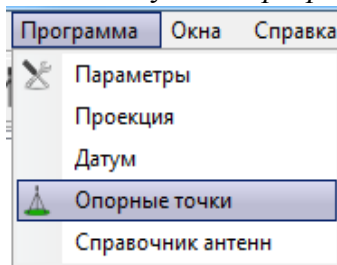 Программа Окна Справка
Параметры
Проекция
Датум
Опорные точки
Справочник антенн